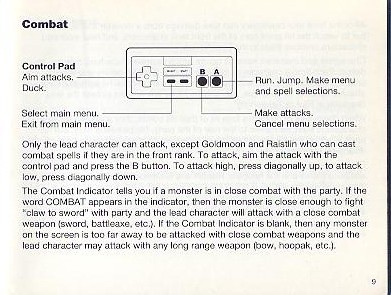 Combat
Control Pad
Aim attacks.
Duck.
SELECT START
B A
Run. Jump. Make menu
and spell selections.
Select main menu.
Exit from main menu.
Make attacks.
Cancel menu selections.
Only the lead character can attack, except Goldmoon and Raistlin who can cast
combat spells if they are in the front rank. To attack, aim the attack with the
control pad and press the B button. To attack high, press diagonally up, to attack
low, press diagonally down.
The Combat Indicator tells you if a monster is in close combat with the party. If the
word COMBAT appears in the indicator, then the monster is close enough to fight
"claw to sword" with party and the lead character will attack with a close combat
weapon (sword, battleaxe, etc.). If the Combat Indicator is blank, then any monster
on the screen is too far away to be attacked with close combat weapons and the
lead character may attack with any long range weapon (bow, hoopak, etc.).
9